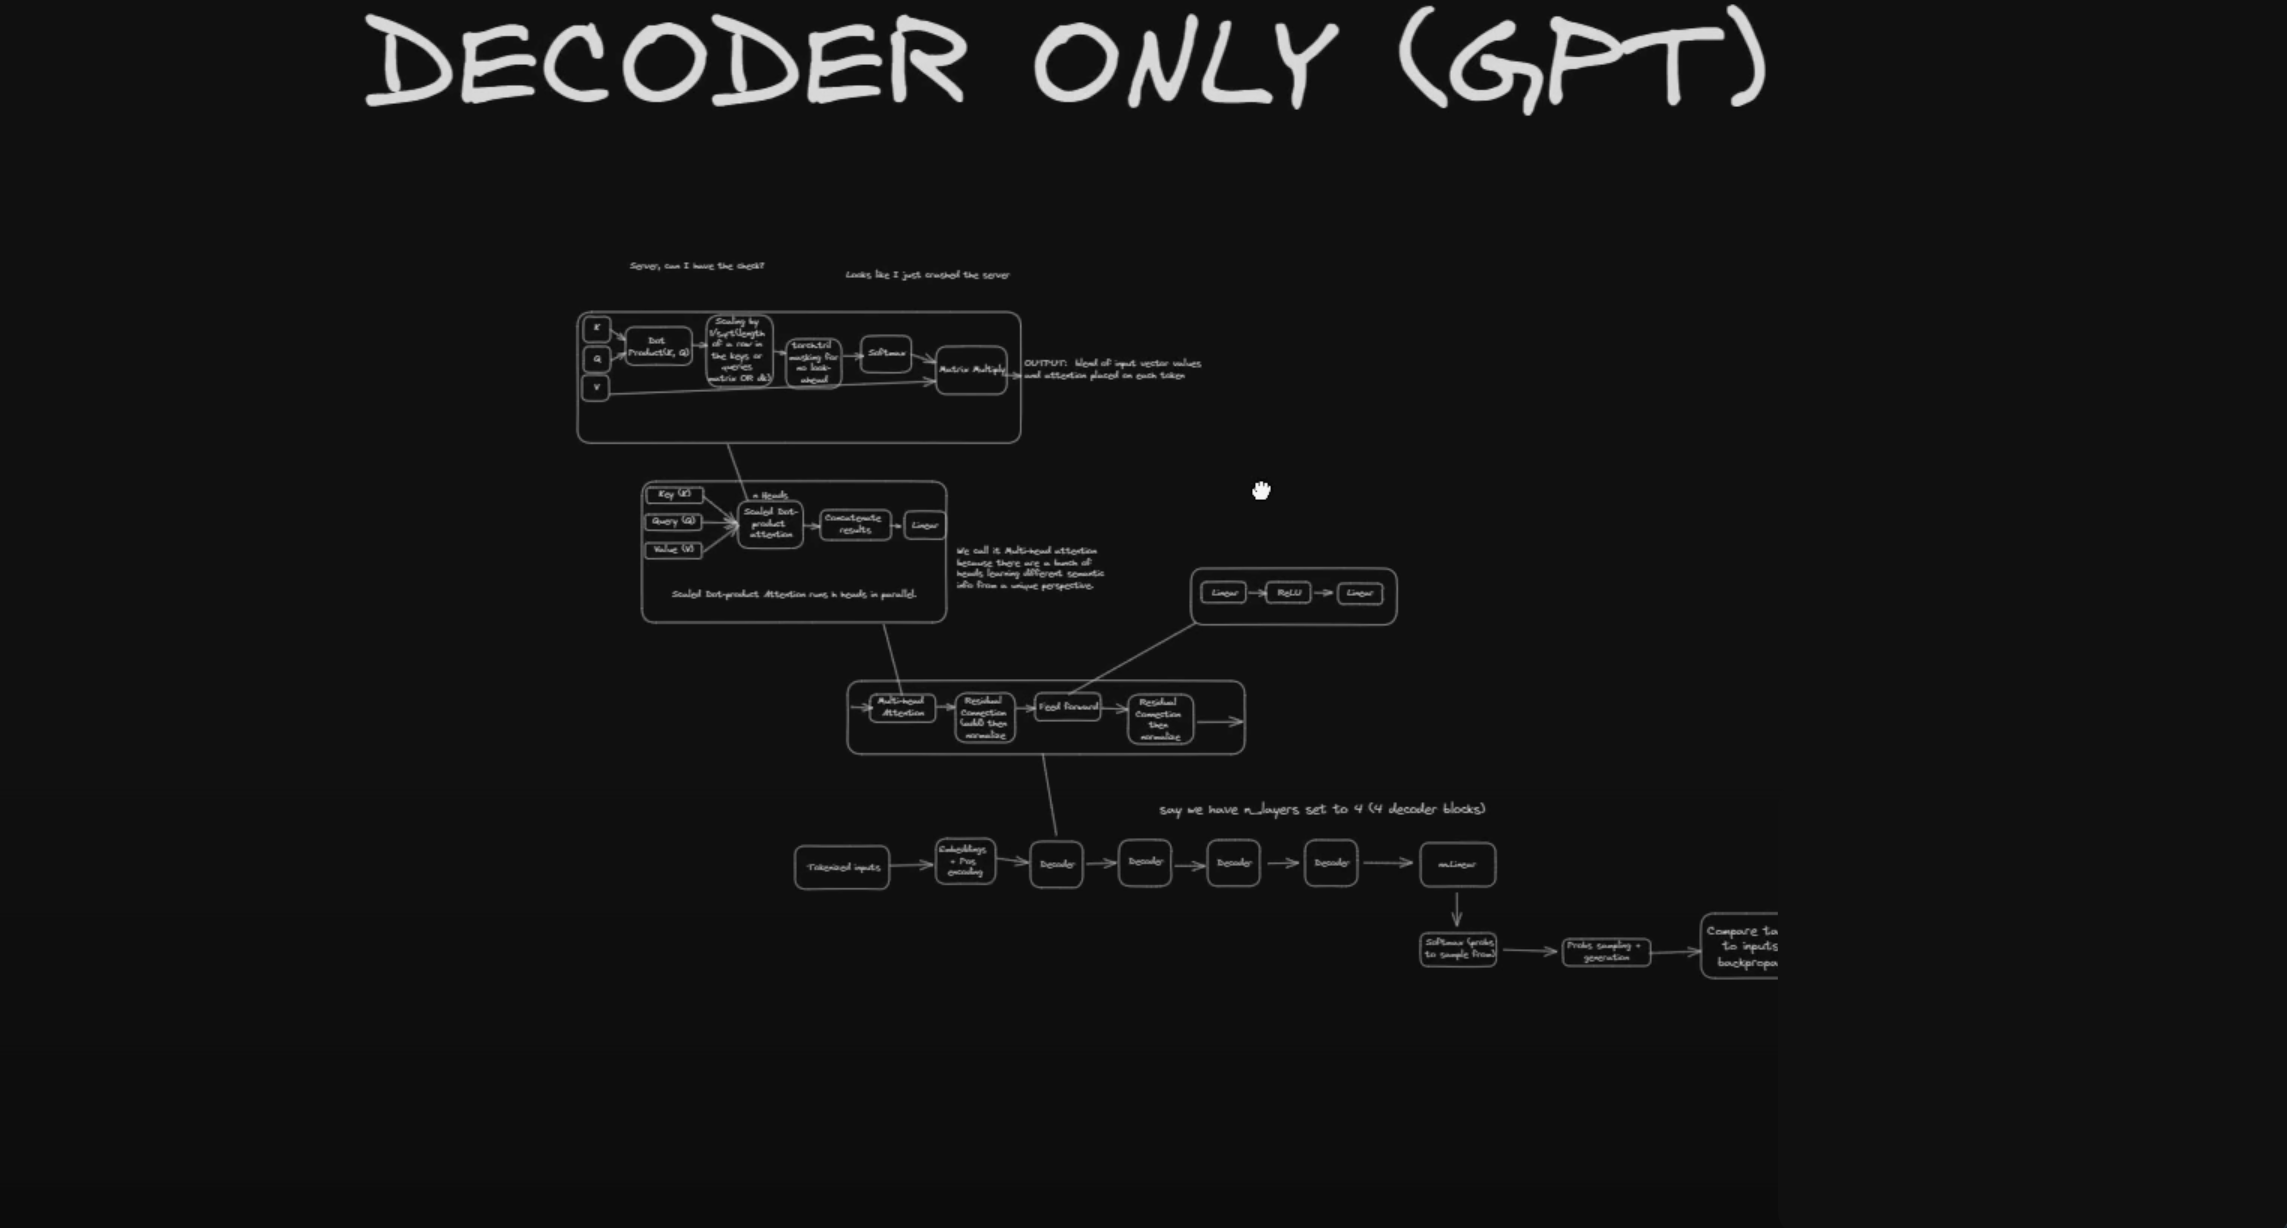 DECODER ONLY (GPT)
Server, can I have the check?
Looks like I just crashed the server
K
Q
V
Dot
Product(K, Q)
Scaling by
1/sqrt(length
of a row in
the keys or
queries
matrix OR dk)
torch.tril
masking for
no look-
ahead
Softmax
Matrix Multiply
OUTPUT: blend of input vector values
and attention placed on each token
Key (K)
Query (Q)
Value (V)
n Heads
Scaled Dot-
product
attention
Concatenate
results
Linear
Scaled Dot-product Attention runs h heads in parallel.
We call it Multi-head attention
because there are a bunch of
heads learning different semantic
info from a unique perspective.
Linear
ReLU
Linear
Multi-head
Attention
Residual
Connection
(add) then
normalize
Feed forward
Residual
Connection
then
normalize
say we have n_layers set to 4 (4 decoder blocks)
Tokenized inputs
Embeddings
+ Pos
encoding
Decoder
Decoder
Decoder
Decoder
nn.Linear
Softmax (probs
to sample from)
Probs sampling +
generation
Compare ta
to inputs
backpropa